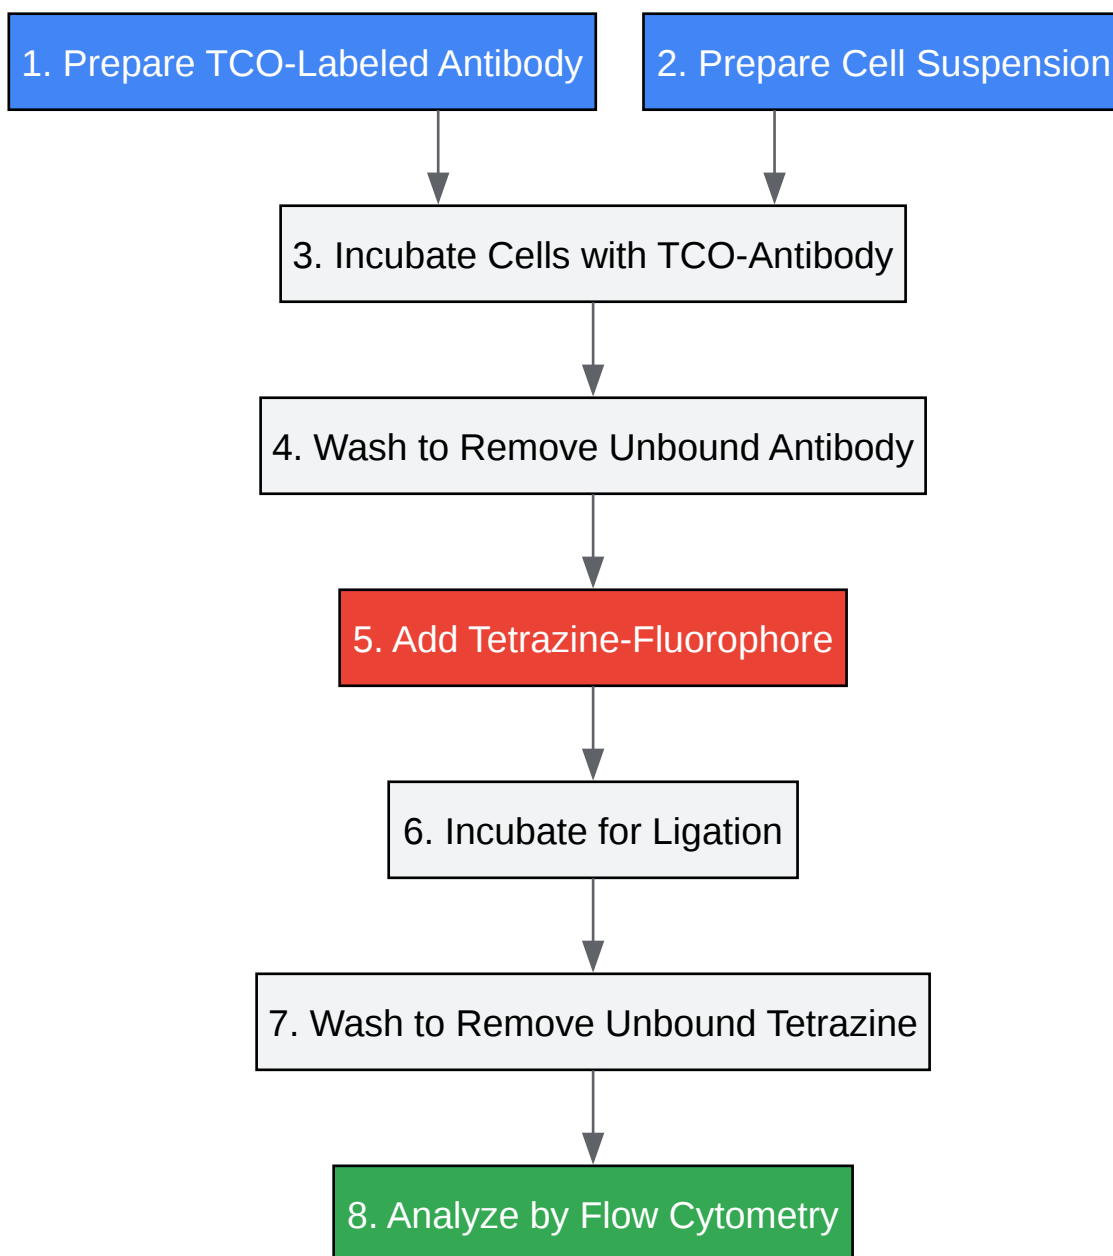 1. Prepare TCO-Labeled Antibody
2. Prepare Cell Suspension
3. Incubate Cells with TCO-Antibody
4. Wash to Remove Unbound Antibody
5. Add Tetrazine-Fluorophore
6. Incubate for Ligation
7. Wash to Remove Unbound Tetrazine
8. Analyze by Flow Cytometry